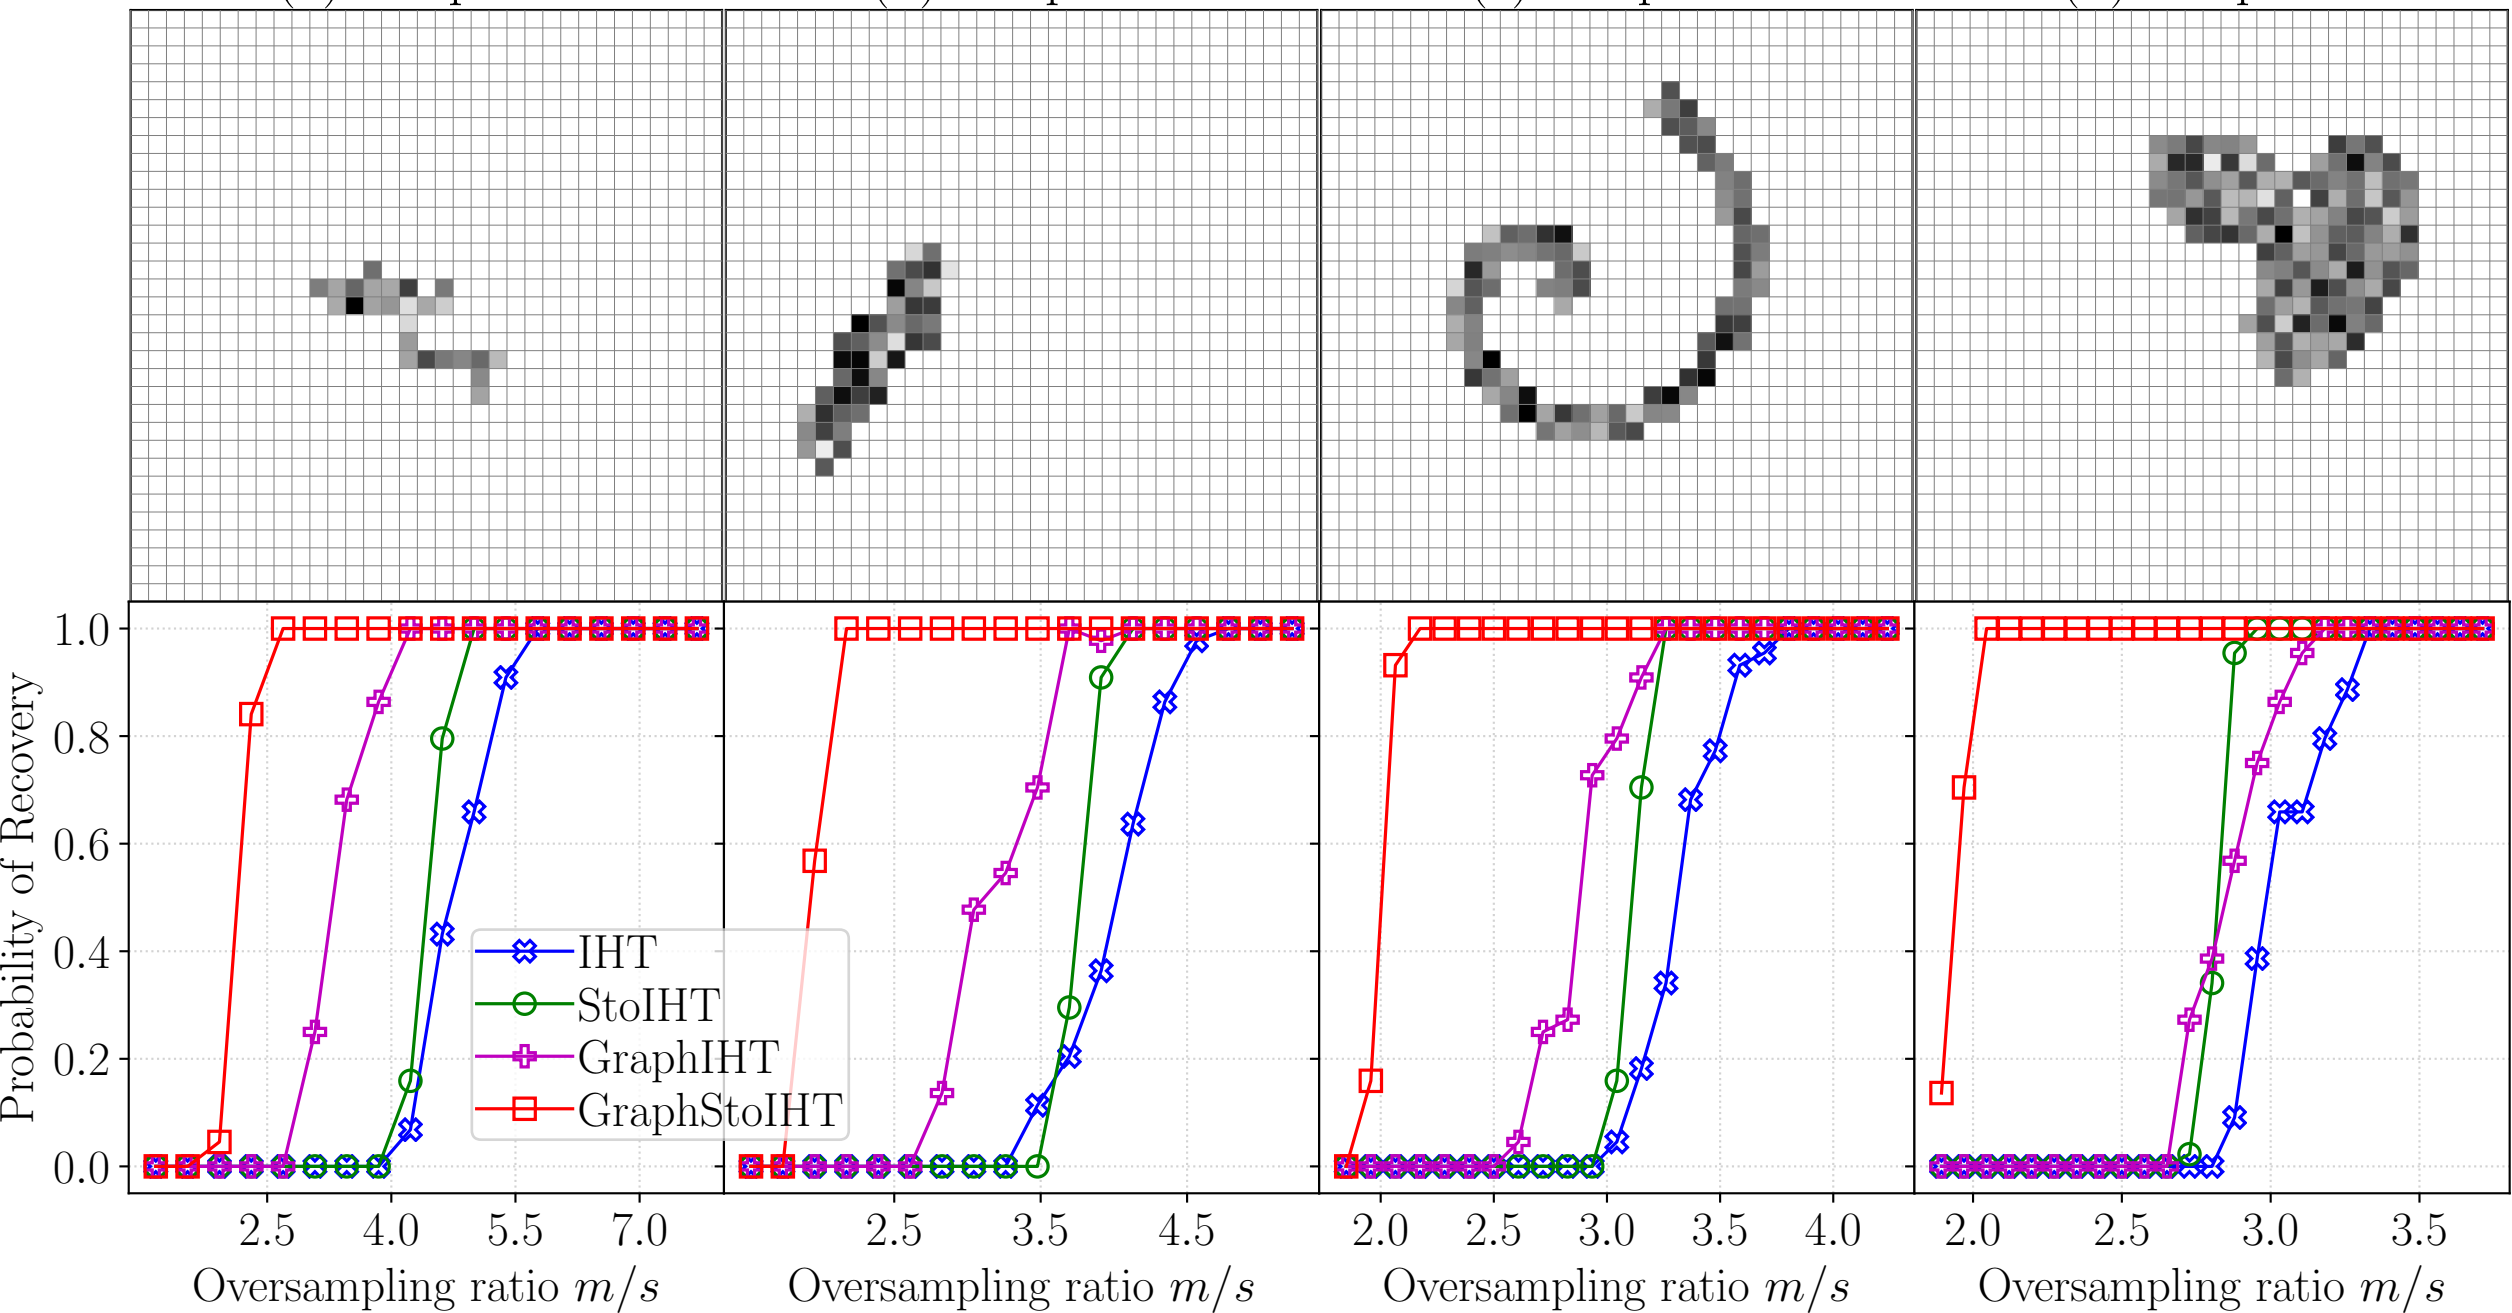 1.0
0.8
0.6
0.4
0.2
0.0
Probability of Recovery
IHT
StoIHT
GraphIHT
GraphStoIHT
2.5 4.0 5.5 7.0
2.5 3.5 4.5
2.0 2.5 3.0 3.5 4.0
2.0 2.5 3.0 3.5
Oversampling ratio m/s
Oversampling ratio m/s
Oversampling ratio m/s
Oversampling ratio m/s